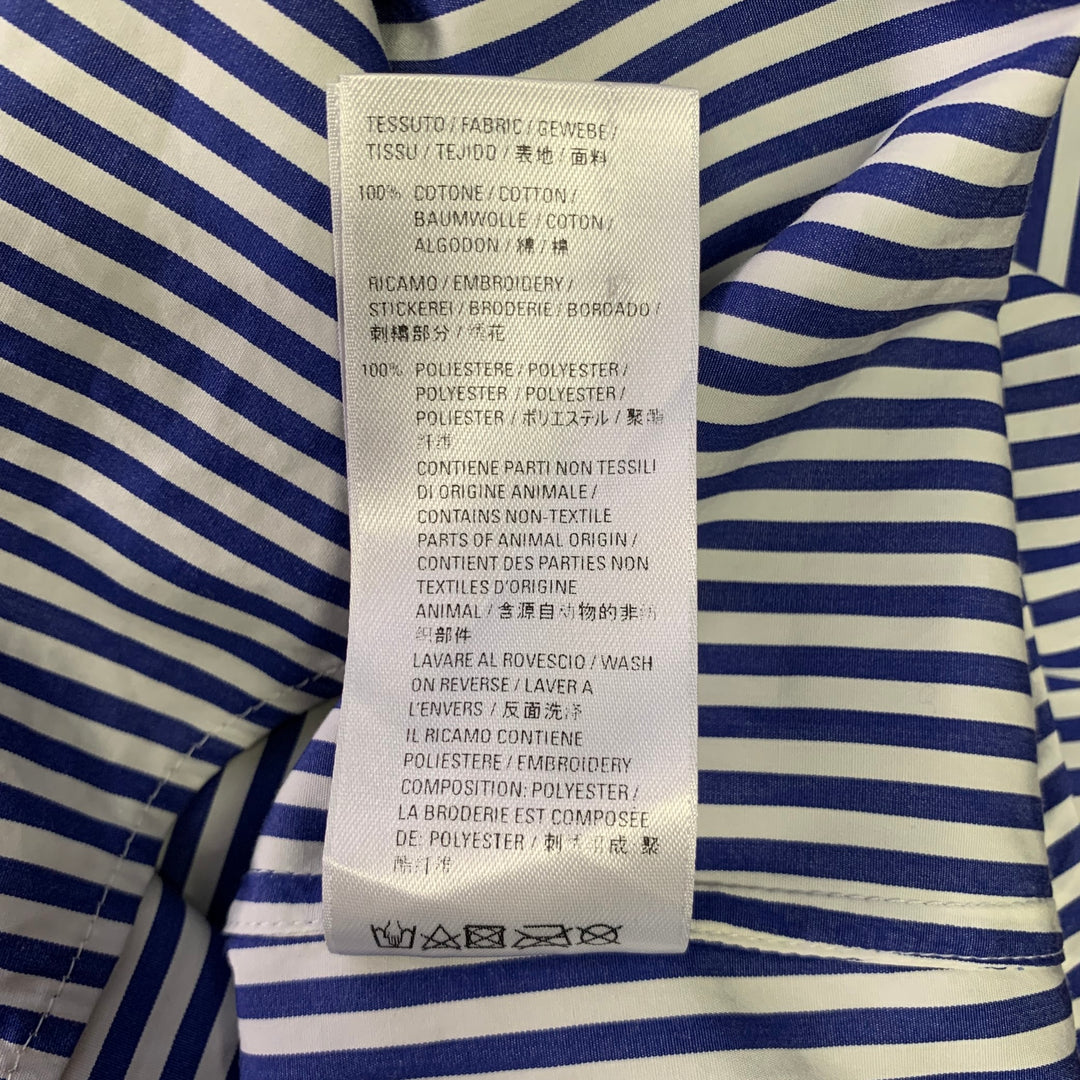 TESSUTO / FABRIC / GEWEBE /
TISSU / TEJIDO / 表地 / 面料
100% COTONE / COTTON /
BAUMWOLLE / COTON /
ALGODON / 綿 / 棉
RICAMO / EMBROIDERY /
STICKEREI / BRODERIE / BORDADO /
刺繍部分 / 绣花
100% POLIESTERE / POLYESTER /
POLYESTER / POLYESTER /
POLIESTER / ポリエステル / 聚酯
纤维
CONTIENE PARTI NON TESSILI
DI ORIGINE ANIMALE /
CONTAINS NON-TEXTILE
PARTS OF ANIMAL ORIGIN /
CONTIENT DES PARTIES NON
TEXTILES D'ORIGINE
ANIMAL / 含源自动物的非纺
织部件
LAVARE AL ROVESCIO / WASH
ON REVERSE / LAVER A
L'ENVERS / 反面洗净
IL RICAMO CONTIENE
POLIESTERE / EMBROIDERY
COMPOSITION: POLYESTER /
LA BRODERIE EST COMPOSÉE
DE: POLYESTER / 成 聚
酯纤维